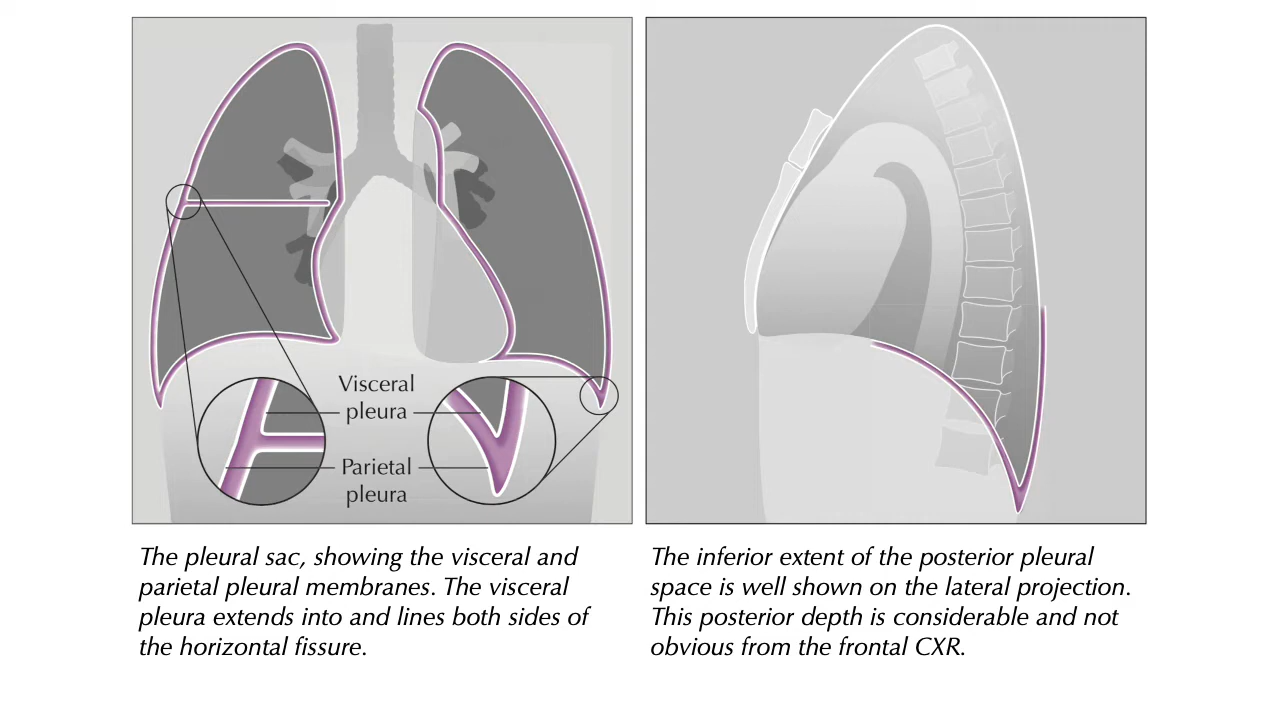 Visceral
pleura
Parietal
pleura
The pleural sac, showing the visceral and
parietal pleural membranes. The visceral
pleura extends into and lines both sides of
the horizontal fissure.
The inferior extent of the posterior pleural
space is well shown on the lateral projection.
This posterior depth is considerable and not
obvious from the frontal CXR.